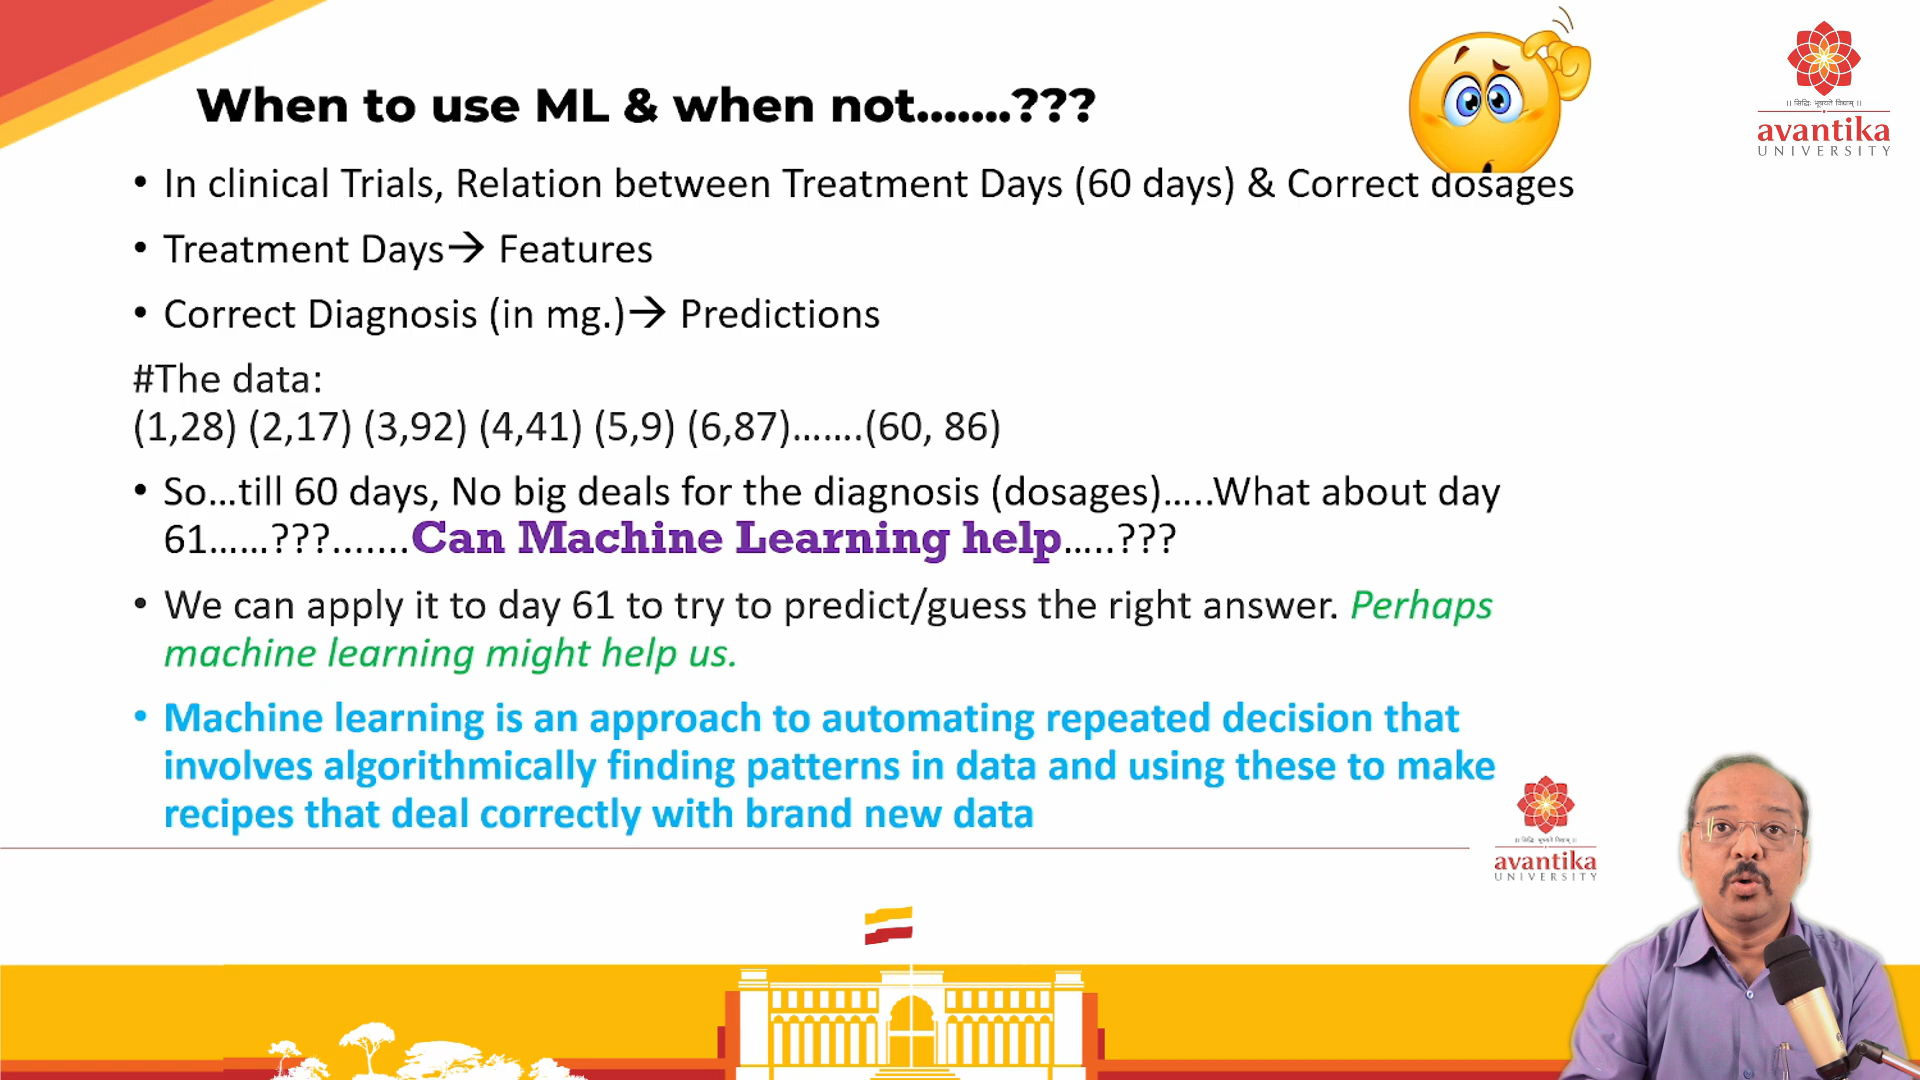 When to use ML & when not.......???
।। सिद्धिः भूषयते विद्याम् ।।
avantika
UNIVERSITY
• In clinical Trials, Relation between Treatment Days (60 days) & Correct dosages
• Treatment Days→ Features
• Correct Diagnosis (in mg.)→ Predictions
#The data:
(1,28) (2,17) (3,92) (4,41) (5,9) (6,87).......(60, 86)
• So...till 60 days, No big deals for the diagnosis (dosages).....What about day
61......???.......Can Machine Learning help.....???
• We can apply it to day 61 to try to predict/guess the right answer. Perhaps
machine learning might help us.
• Machine learning is an approach to automating repeated decision that
involves algorithmically finding patterns in data and using these to make
recipes that deal correctly with brand new data
avantika
UNIVERSITY